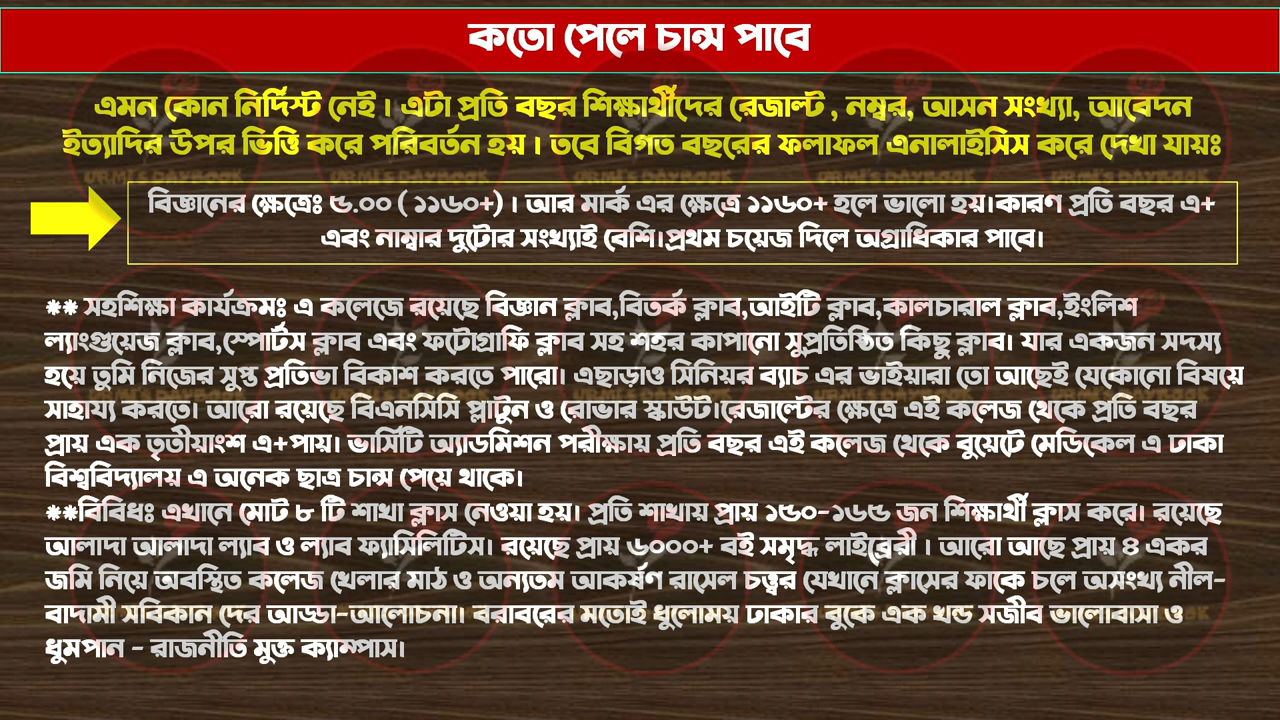 কতো পেলে চান্স পাবে
এমন কোন নির্দিস্ট নেই । এটা প্রতি বছর শিক্ষার্থীদের রেজাল্ট , নম্বর, আসন সংখ্যা, আবেদন
ইত্যাদির উপর ভিত্তি করে পরিবর্তন হয় । তবে বিগত বছরের ফলাফল এনালাইসিস করে দেখা যায়ঃ
বিজ্ঞানের ক্ষেত্রেঃ ৫.০০ ( ১১৬০+) । আর মার্ক এর ক্ষেত্রে ১১৬০+ হলে ভালো হয়।কারণ প্রতি বছর এ+
এবং নাম্বার দুটোর সংখ্যাই বেশি।প্রথম চয়েজ দিলে অগ্রাধিকার পাবে।
** সহশিক্ষা কার্যক্রমঃ এ কলেজে রয়েছে বিজ্ঞান ক্লাব,বিতর্ক ক্লাব,আইটি ক্লাব,কালচারাল ক্লাব,ইংলিশ
ল্যাংগুয়েজ ক্লাব,স্পোর্টস ক্লাব এবং ফটোগ্রাফি ক্লাব সহ শহর কাপানো সুপ্রতিষ্ঠিত কিছু ক্লাব। যার একজন সদস্য
হয়ে তুমি নিজের সুপ্ত প্রতিভা বিকাশ করতে পারো। এছাড়াও সিনিয়র ব্যাচ এর ভাইয়ারা তো আছেই যেকোনো বিষয়ে
সাহায্য করতে। আরো রয়েছে বিএনসিসি প্লাটুন ও রোভার স্কাউট।রেজাল্টের ক্ষেত্রে এই কলেজ থেকে প্রতি বছর
প্রায় এক তৃতীয়াংশ এ+পায়। ভার্সিটি অ্যাডমিশন পরীক্ষায় প্রতি বছর এই কলেজ থেকে বুয়েটে মেডিকেল এ ঢাকা
বিশ্ববিদ্যালয় এ অনেক ছাত্র চান্স পেয়ে থাকে।
**বিবিধঃ এখানে মোট ৮ টি শাখা ক্লাস নেওয়া হয়। প্রতি শাখায় প্রায় ১৫০-১৬৫ জন শিক্ষার্থী ক্লাস করে। রয়েছে
আলাদা আলাদা ল্যাব ও ল্যাব ফ্যাসিলিটিস। রয়েছে প্রায় ৬০০০+ বই সমৃদ্ধ লাইব্রেরী । আরো আছে প্রায় ৪ একর
জমি নিয়ে অবস্থিত কলেজ খেলার মাঠ ও অন্যতম আকর্ষণ রাসেল চত্ত্বর যেখানে ক্লাসের ফাকে চলে অসংখ্য নীল-
বাদামী সবিকান দের আড্ডা-আলোচনা। বরাবরের মতোই ধুলোময় ঢাকার বুকে এক খন্ড সজীব ভালোবাসা ও
ধুমপান - রাজনীতি মুক্ত ক্যাম্পাস।